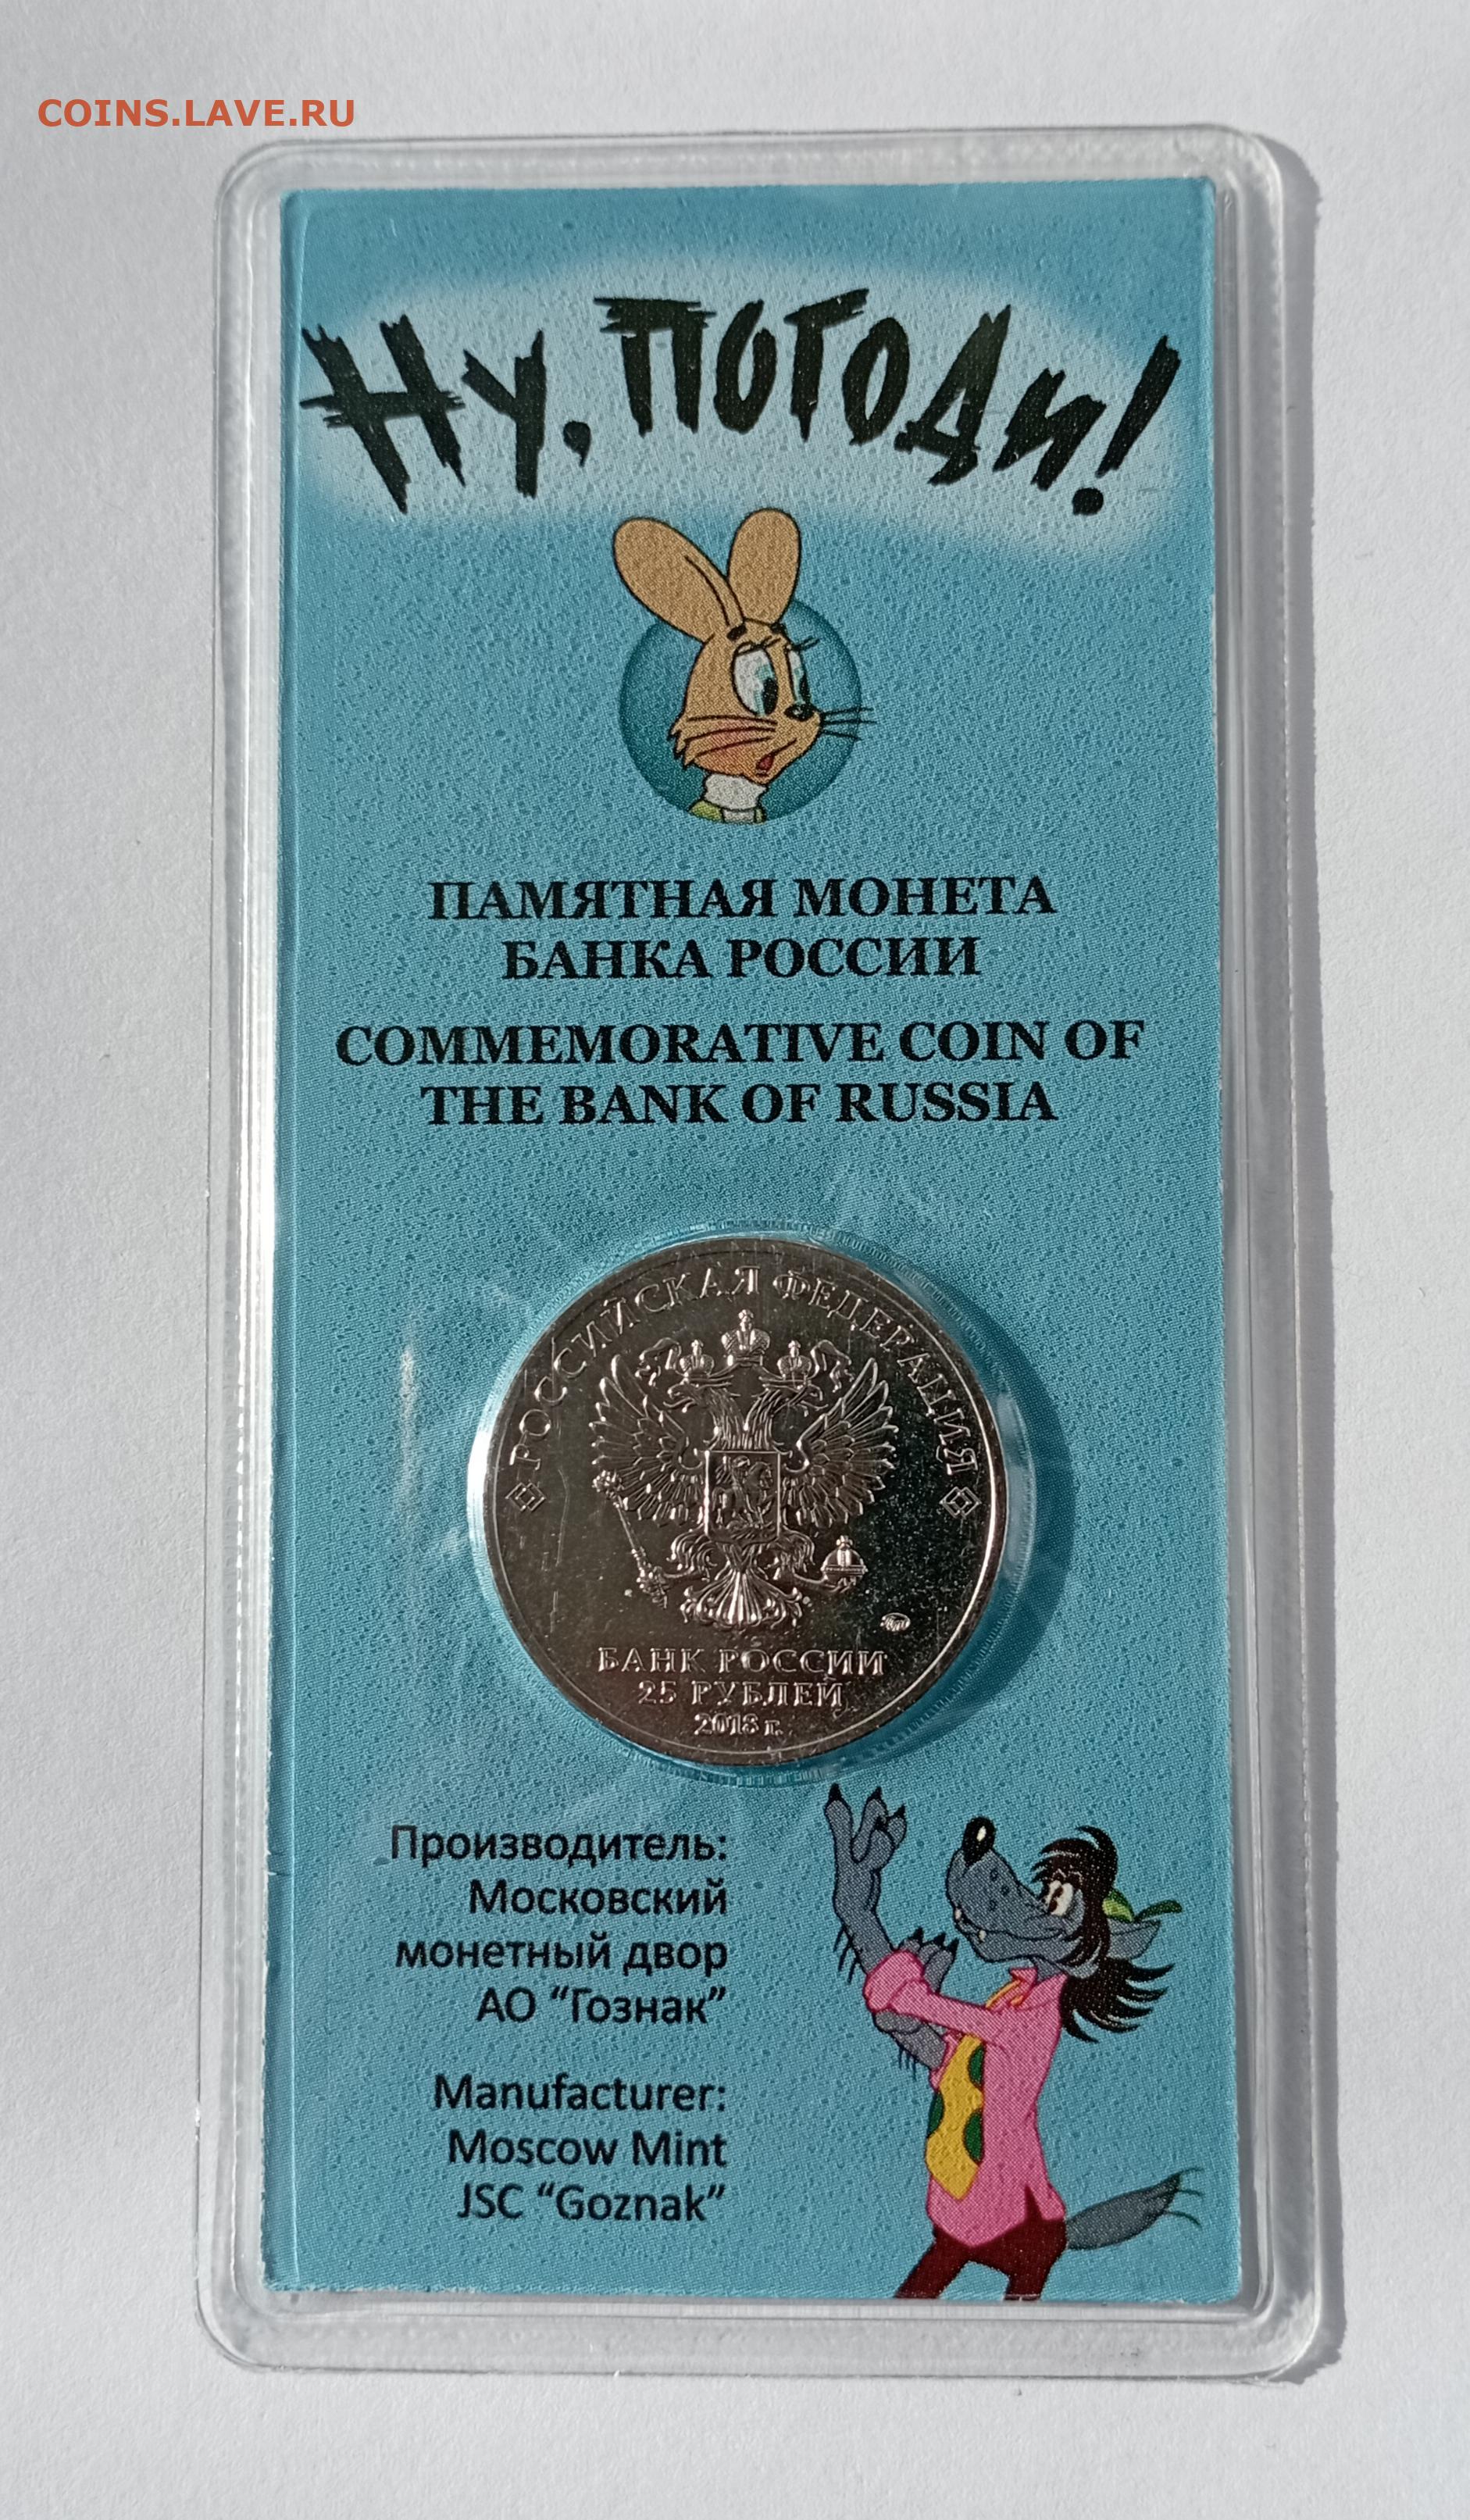 COINS.LAVE.RU
Ну, погоди!
ПАМЯТНАЯ МОНЕТА
БАНКА РОССИИ
COMMEMORATIVE COIN OF
THE BANK OF RUSSIA
РОССИЙСКАЯ ФЕДЕРАЦИЯ
БАНК РОССИИ
25 РУБЛЕЙ
2018 г.
Производитель:
Московский
монетный двор
АО “Гознак”
Manufacturer:
Moscow Mint
JSC “Goznak”